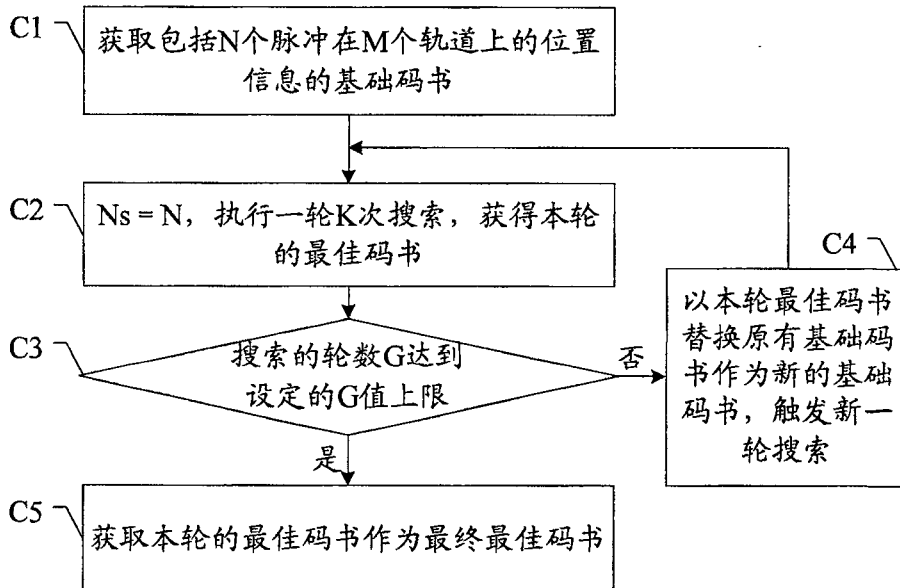 C1
获取包括N个脉冲在M个轨道上的位置
信息的基础码书
C2
Ns = N，执行一轮K次搜索，获得本轮
的最佳码书
C4
以本轮最佳码书
替换原有基础码
书作为新的基础
码书，触发新一
轮搜索
C3
搜索的轮数G达到
设定的G值上限
否
是
C5
获取本轮的最佳码书作为最终最佳码书